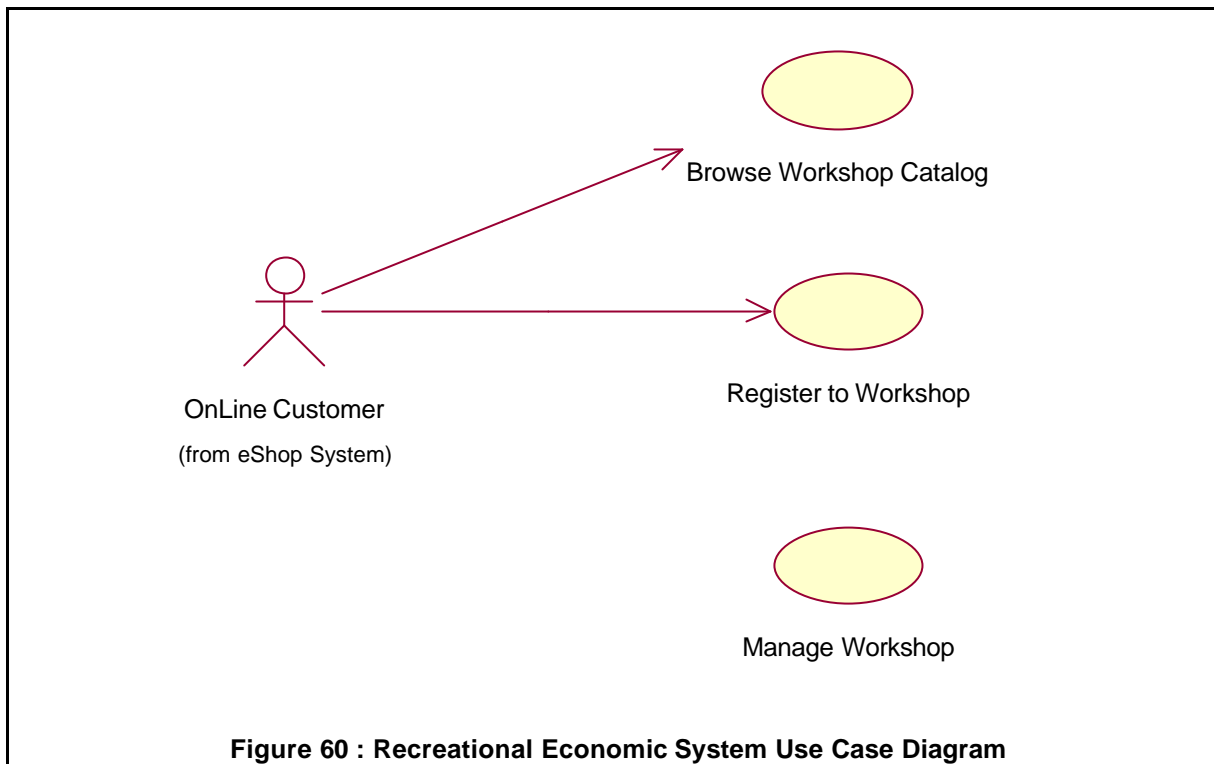 Browse Workshop Catalog
Register to Workshop
OnLine Customer
(from eShop System)
Manage Workshop
Figure 60 : Recreational Economic System Use Case Diagram